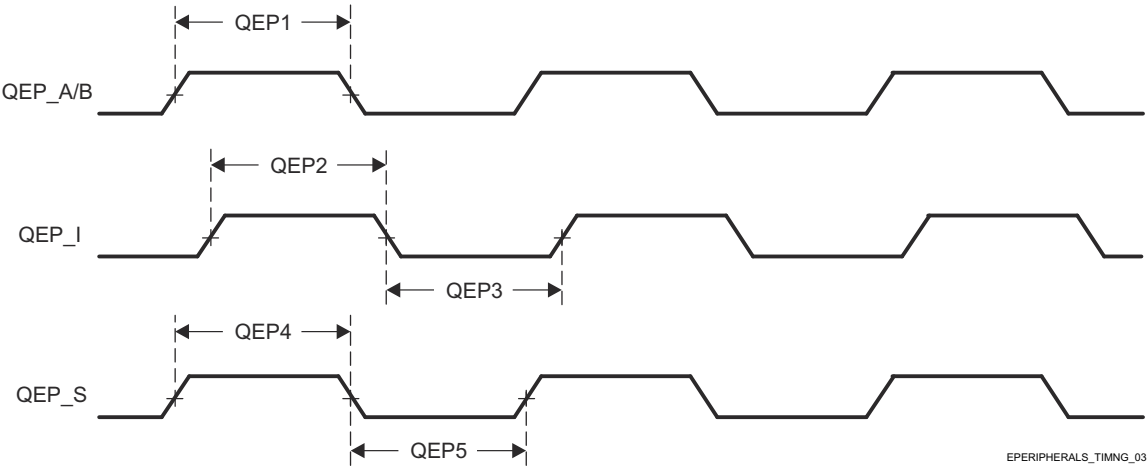 QEP1
QEP_A/B
QEP2
QEP_I
QEP3
QEP4
QEP_S
QEP5
EPERIPHERALS_TIMNG_03